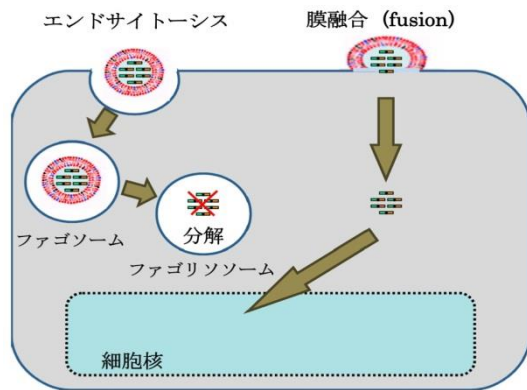 エンドサイトーシス
膜融合（fusion）
ファゴソーム
分解
ファゴリソソーム
細胞核